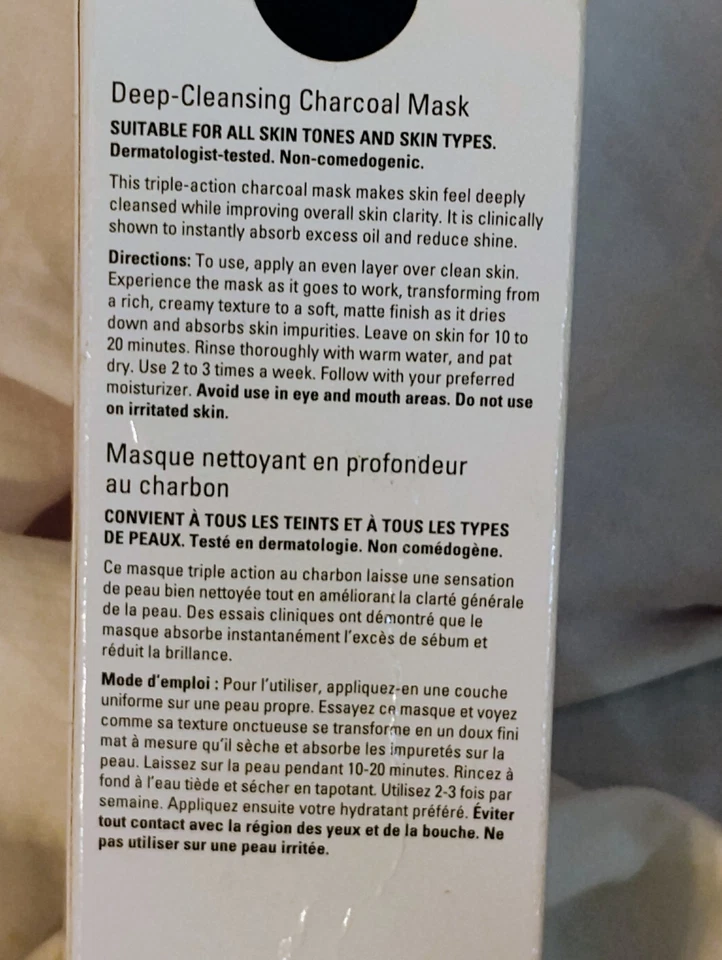 Deep-Cleansing Charcoal Mask
SUITABLE FOR ALL SKIN TONES AND SKIN TYPES.
Dermatologist-tested. Non-comedogenic.
This triple-action charcoal mask makes skin feel deeply
cleansed while improving overall skin clarity. It is clinically
shown to instantly absorb excess oil and reduce shine.
Directions: To use, apply an even layer over clean skin.
Experience the mask as it goes to work, transforming from
a rich, creamy texture to a soft, matte finish as it dries
down and absorbs skin impurities. Leave on skin for 10 to
20 minutes. Rinse thoroughly with warm water, and pat
dry. Use 2 to 3 times a week. Follow with your preferred
moisturizer. Avoid use in eye and mouth areas. Do not use
on irritated skin.
Masque nettoyant en profondeur
au charbon
CONVIENT À TOUS LES TEINTS ET À TOUS LES TYPES
DE PEAUX. Testé en dermatologie. Non comédogène.
Ce masque triple action au charbon laisse une sensation
de peau bien nettoyée tout en améliorant la clarté générale
de la peau. Des essais cliniques ont démontré que le
masque absorbe instantanément l'excès de sébum et
réduit la brillance.
Mode d'emploi : Pour l'utiliser, appliquez-en une couche
uniforme sur une peau propre. Essayez ce masque et voyez
comme sa texture onctueuse se transforme en un doux fini
mat à mesure qu'il sèche et absorbe les impuretés sur la
peau. Laissez sur la peau pendant 10-20 minutes. Rincez à
fond à l'eau tiède et sécher en tapotant. Utilisez 2-3 fois par
semaine. Appliquez ensuite votre hydratant préféré. Éviter
tout contact avec la région des yeux et de la bouche. Ne
pas utiliser sur une peau irritée.